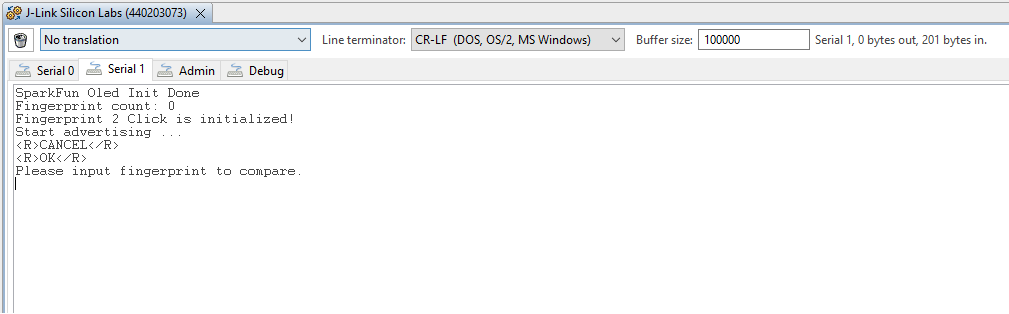 J-Link Silicon Labs (440203073)
No translation
Line terminator: CR-LF (DOS, OS/2, MS Windows)
Buffer size: 100000
Serial 1, 0 bytes out, 201 bytes in.
Serial 0
Serial 1
Admin
Debug
SparkFun Oled Init Done
Fingerprint count: 0
Fingerprint 2 Click is initialized!
Start advertising ...
<R>CANCEL</R>
<R>OK</R>
Please input fingerprint to compare.